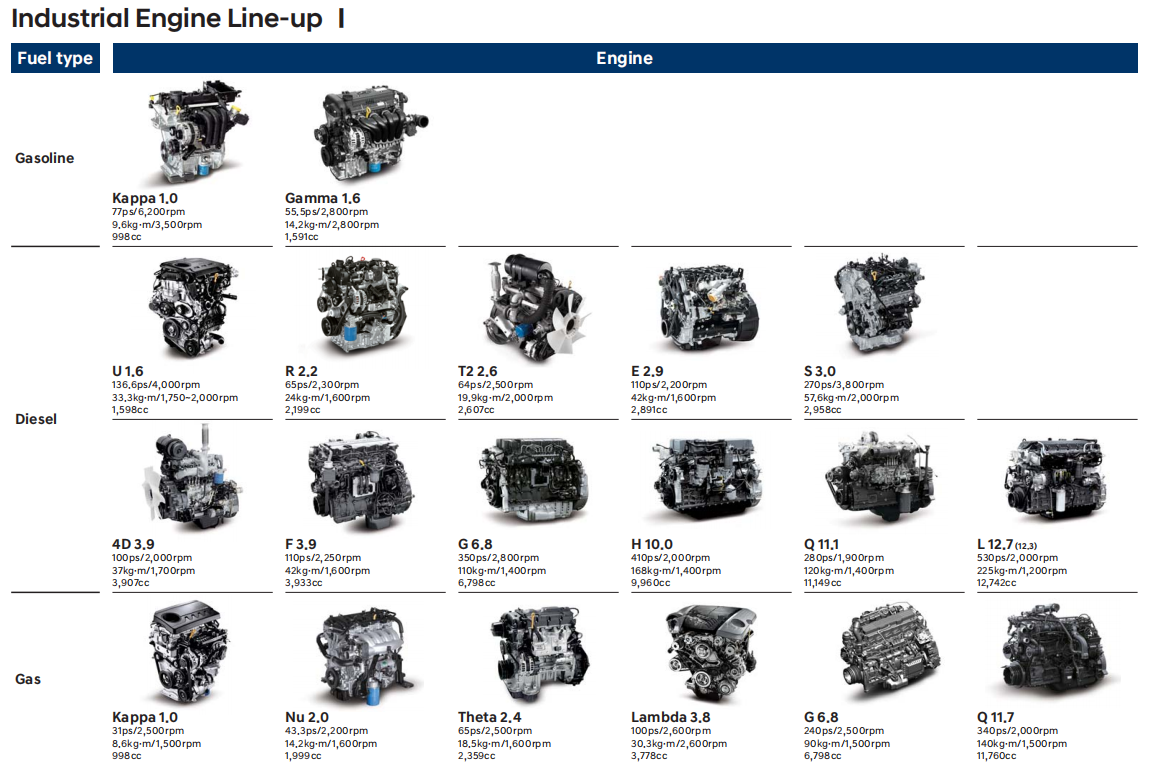 Industrial Engine Line-up I
Fuel type
Engine
Gasoline
Kappa 1.0
77ps/6,200rpm
9,6kg·m/3,500rpm
998cc
Gamma 1.6
55,5ps/2,800rpm
14,2kg·m/2,800rpm
1,591cc
Diesel
U 1.6
136,6ps/4,000rpm
33,3kg·m/1,750~2,000rpm
1,598cc
R 2.2
65ps/2,300rpm
24kg·m/1,600rpm
2,199cc
T2 2.6
64ps/2,500rpm
19,9kg·m/2,000rpm
2,607cc
E 2.9
110ps/2,200rpm
42kg·m/1,600rpm
2,891cc
S 3.0
270ps/3,800rpm
57,6kg·m/2,000rpm
2,958cc
4D 3.9
100ps/2,000rpm
37kg·m/1,700rpm
3,907cc
F 3.9
110ps/2,250rpm
42kg·m/1,600rpm
3,933cc
G 6.8
350ps/2,800rpm
110kg·m/1,400rpm
6,798cc
H 10.0
410ps/2,000rpm
168kg·m/1,400rpm
9,960cc
Q 11.1
280ps/1,900rpm
120kg·m/1,400rpm
11,149cc
L 12.7 (12.3)
530ps/2,000rpm
225kg·m/1,200rpm
12,742cc
Gas
Kappa 1.0
31ps/2,500rpm
8,6kg·m/1,500rpm
998cc
Nu 2.0
43,3ps/2,200rpm
14,2kg·m/1,600rpm
1,999cc
Theta 2.4
65ps/2,500rpm
18,5kg·m/1,600rpm
2,359cc
Lambda 3.8
100ps/2,600rpm
30,3kg·m/2,600rpm
3,778cc
G 6.8
240ps/2,500rpm
90kg·m/1,500rpm
6,798cc
Q 11.7
340ps/2,000rpm
140kg·m/1,500rpm
11,760cc